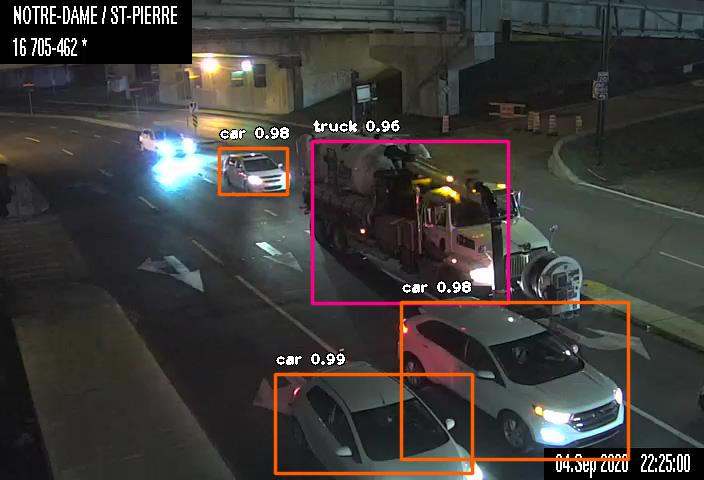 NOTRE-DAME / ST-PIERRE
16 705-462 *
car 0.98
truck 0.96
car 0.98
car 0.99
04.Sep 2020 22:25:00